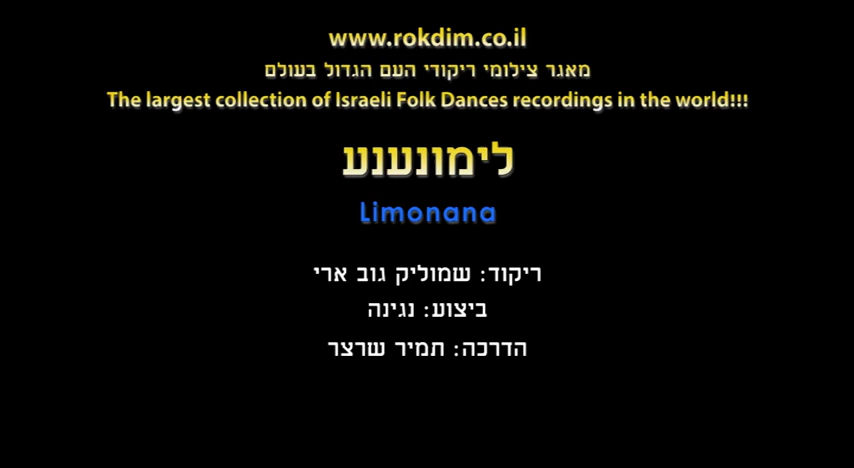 www.rokdim.co.il
מאגר צילומי ריקודי העם הגדול בעולם
The largest collection of Israeli Folk Dances recordings in the world!!!
לימונענע
Limonana
ריקוד: שמוליק גוב ארי
ביצוע: נגינה
הדרכה: תמיר שרצר